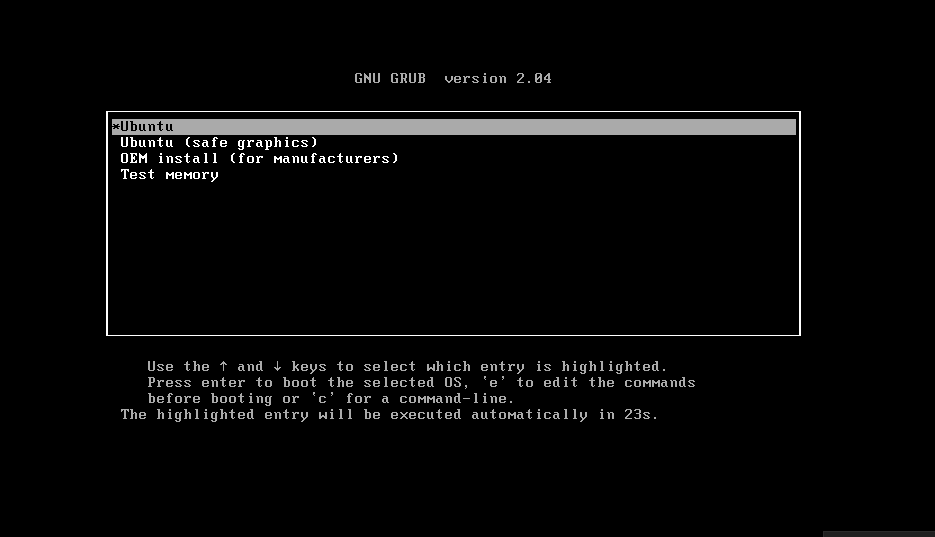 GNU GRUB  version 2.04
*Ubuntu
Ubuntu (safe graphics)
OEM install (for manufacturers)
Test memory
Use the ↑ and ↓ keys to select which entry is highlighted.
Press enter to boot the selected OS, `e' to edit the commands
before booting or `c' for a command-line.
The highlighted entry will be executed automatically in 23s.